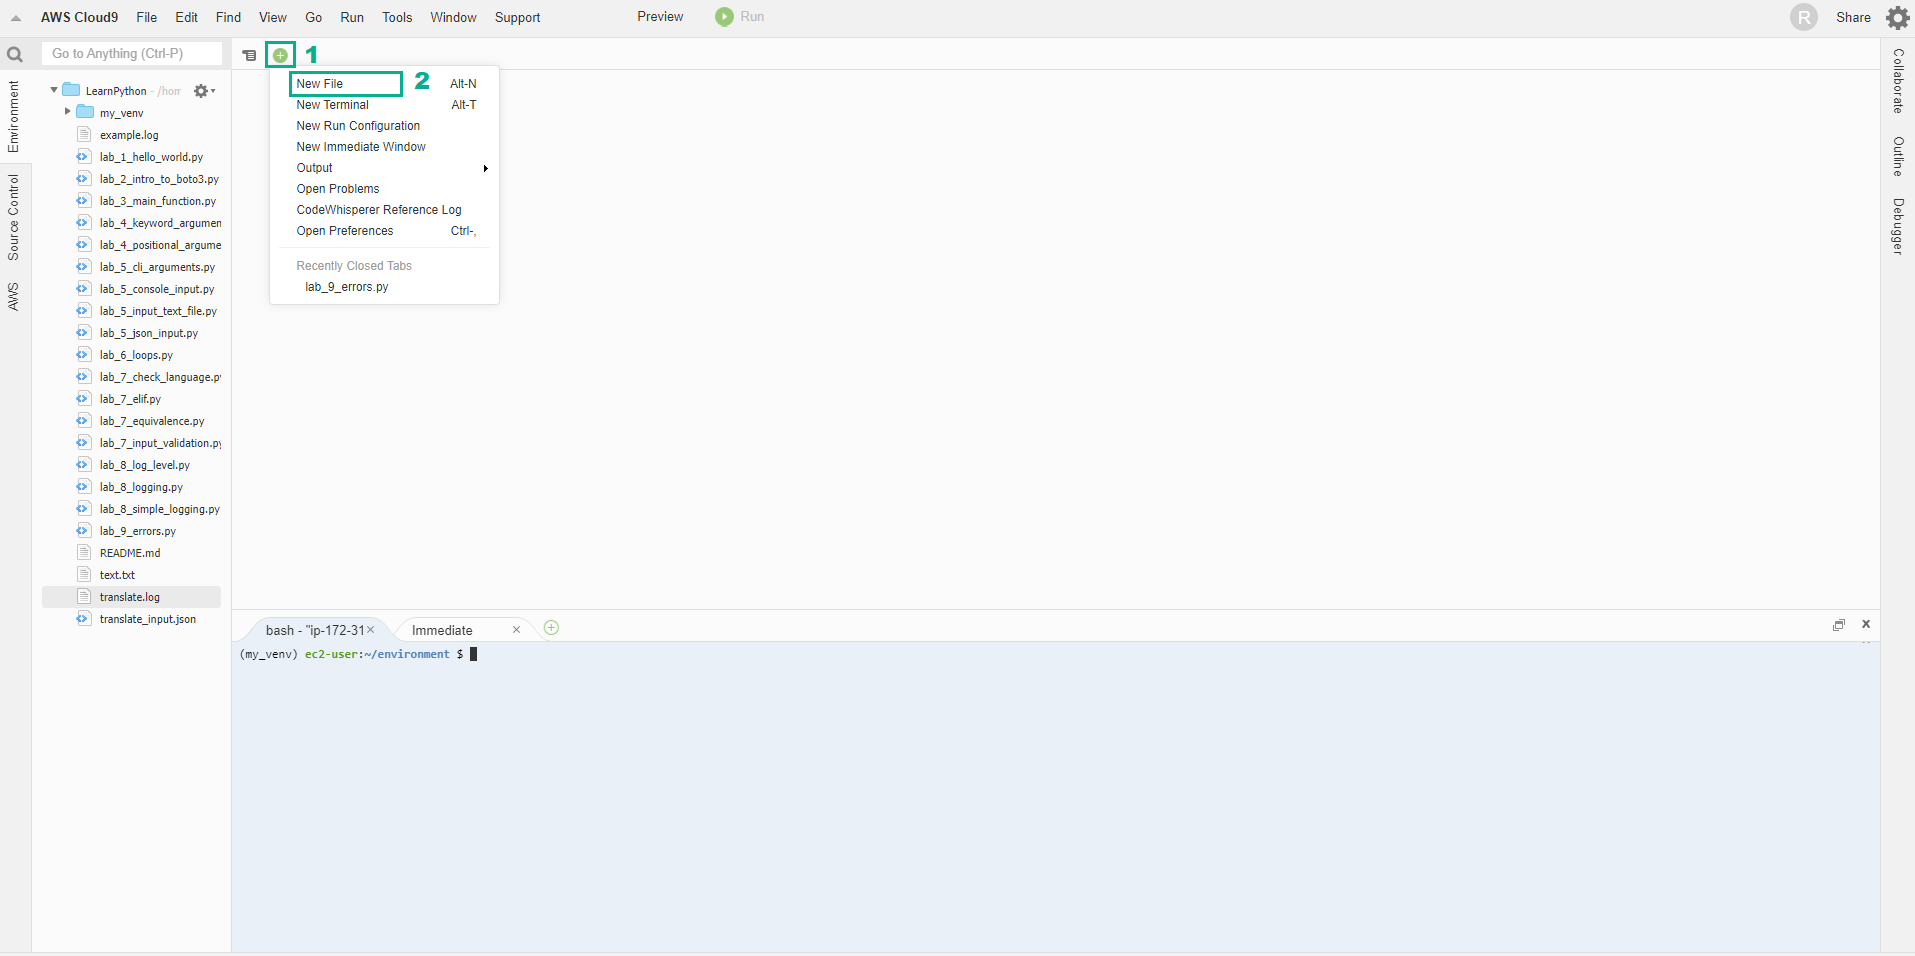 AWS Cloud9 File Edit Find View Go Run Tools Window Support Preview Run R Share
Go to Anything (Ctrl-P)
1
New File Alt-N
2
New Terminal Alt-T
New Run Configuration
New Immediate Window
Output
Open Problems
CodeWhisperer Reference Log
Open Preferences Ctrl-,
Recently Closed Tabs
lab_9_errors.py
Environment
Source Control
AWS
LearnPython - /hom
my_venv
example.log
lab_1_hello_world.py
lab_2_intro_to_boto3.py
lab_3_main_function.py
lab_4_keyword_argumen
lab_4_positional_argume
lab_5_cli_arguments.py
lab_5_console_input.py
lab_5_input_text_file.py
lab_5_json_input.py
lab_6_loops.py
lab_7_check_language.py
lab_7_elif.py
lab_7_equivalence.py
lab_7_input_validation.py
lab_8_log_level.py
lab_8_logging.py
lab_8_simple_logging.py
lab_9_errors.py
README.md
text.txt
translate.log
translate_input.json
bash - "ip-172-31 Immediate
(my_venv) ec2-user:~/environment $
Collaborate
Outline
Debugger